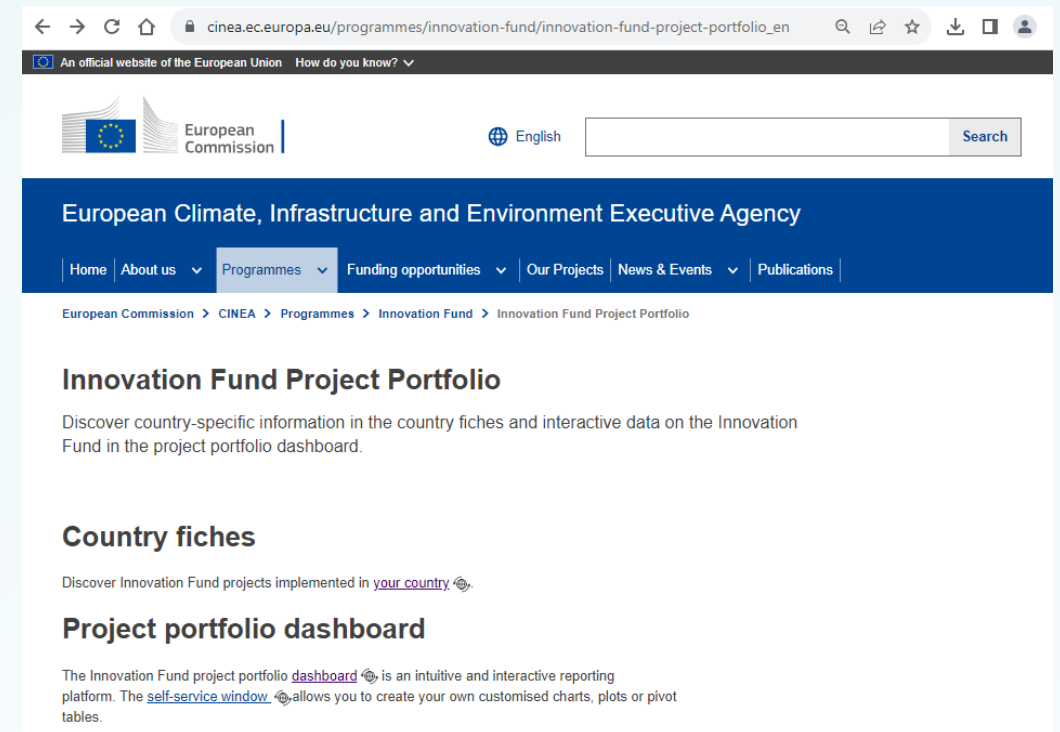 cinea.ec.europa.eu/programmes/innovation-fund/innovation-fund-project-portfolio_en
An official website of the European Union How do you know?
European
Commission
English
Search
European Climate, Infrastructure and Environment Executive Agency
Home About us Programmes Funding opportunities Our Projects News & Events Publications
European Commission > CINEA > Programmes > Innovation Fund > Innovation Fund Project Portfolio
Innovation Fund Project Portfolio
Discover country-specific information in the country fiches and interactive data on the Innovation
Fund in the project portfolio dashboard.
Country fiches
Discover Innovation Fund projects implemented in your country.
Project portfolio dashboard
The Innovation Fund project portfolio dashboard is an intuitive and interactive reporting
platform. The self-service window allows you to create your own customised charts, plots or pivot
tables.